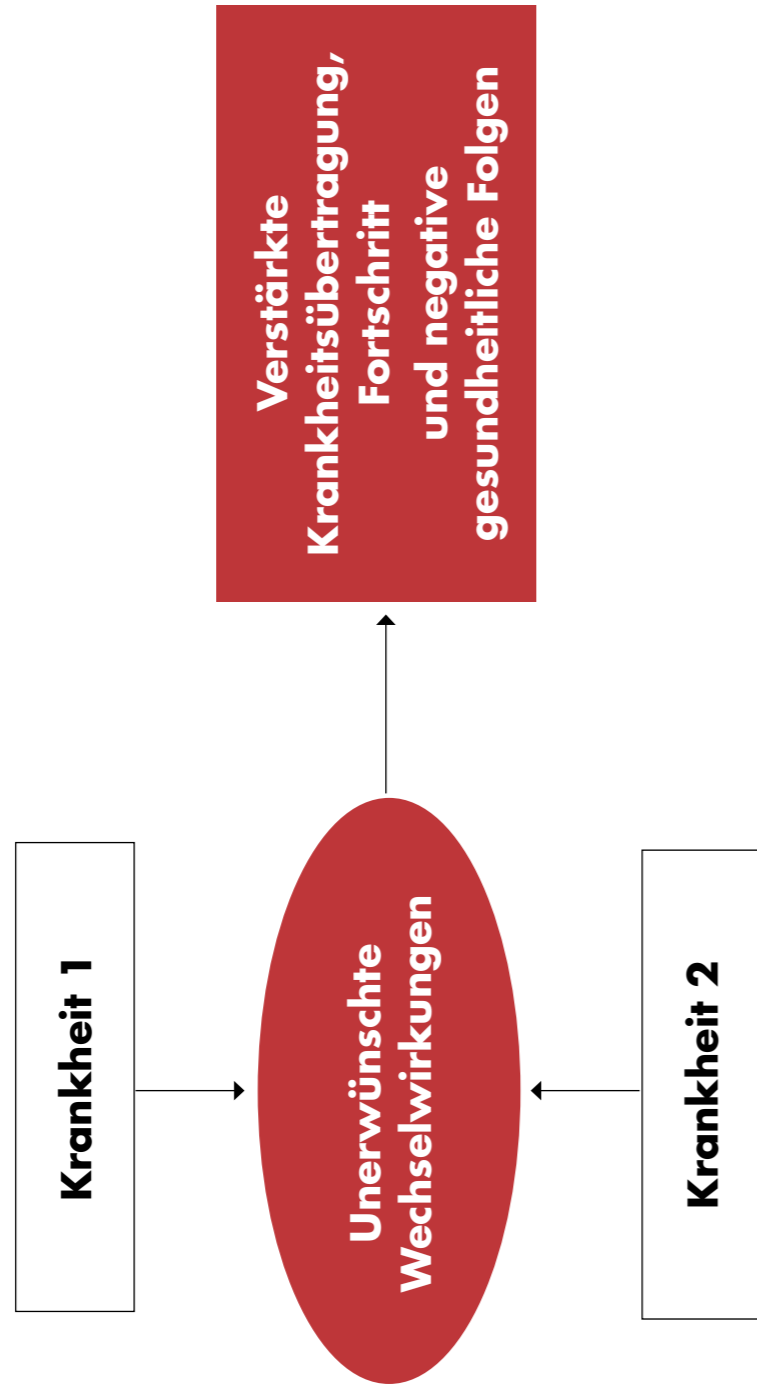 Krankheit 1
Unerwünschte
Wechselwirkungen
Krankheit 2
Verstärkte
Krankheitsübertragung,
Fortschritt
und negative
gesundheitliche Folgen